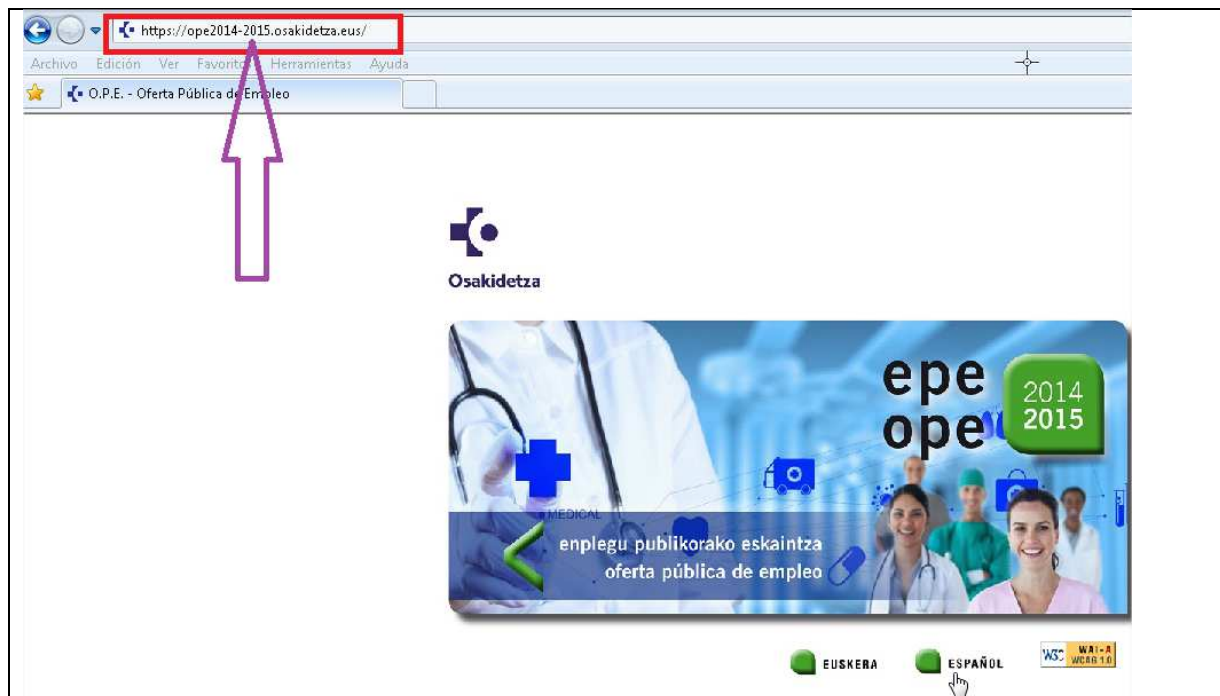 https://ope2014-2015.osakidetza.eus/
Archivo Edición Ver Favoritos Herramientas Ayuda
O.P.E. - Oferta Pública de Empleo
Osakidetza
epe
ope
2014
2015
MEDICAL
enplegu publikorako eskaintza
oferta pública de empleo
EUSKERA ESPAÑOL W3C WAI-A
WCAG 1.0